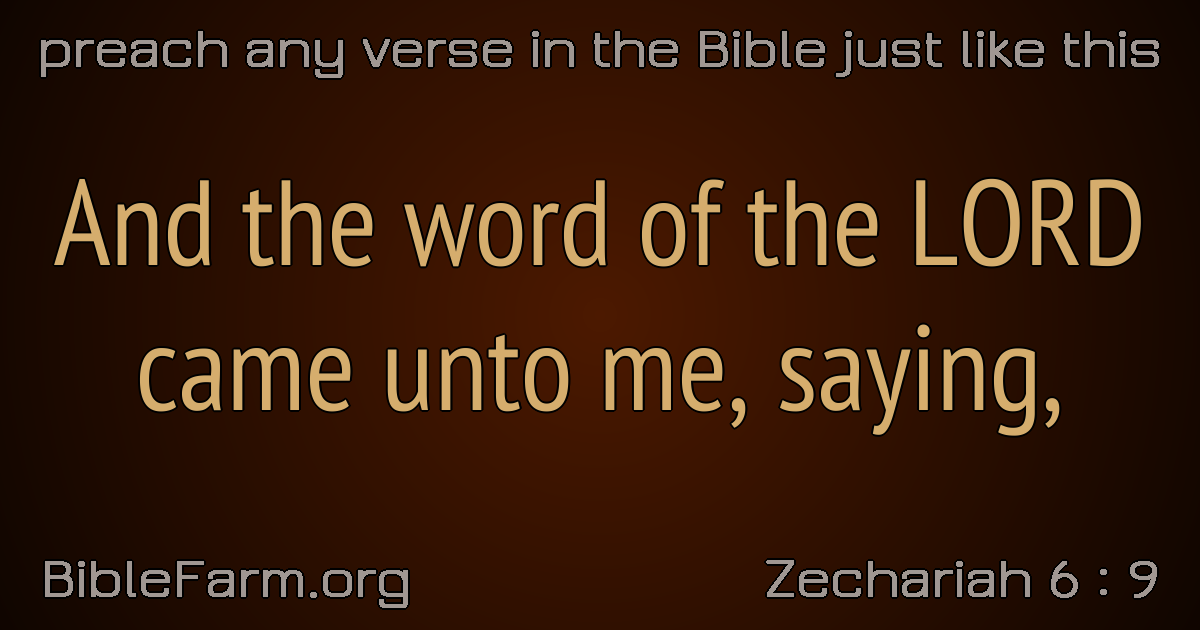 preach any verse in the Bible just like this
And the word of the LORD
came unto me, saying,
BibleFarm.org
Zechariah 6 : 9